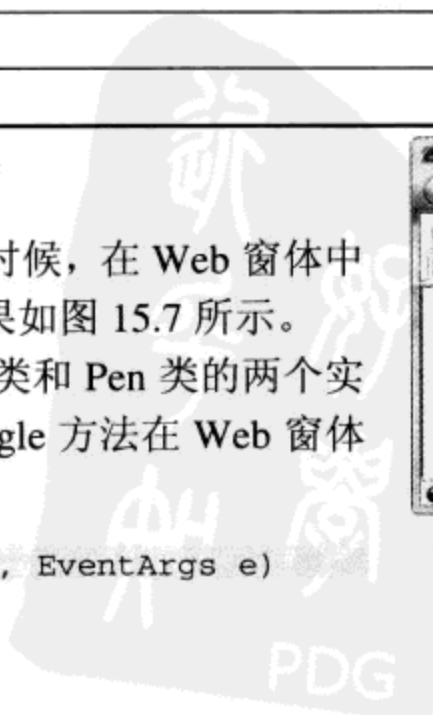 时候，在 Web 窗体中
果如图 15.7 所示。
类和 Pen 类的两个实
gle 方法在 Web 窗体
, EventArgs e)
PDG